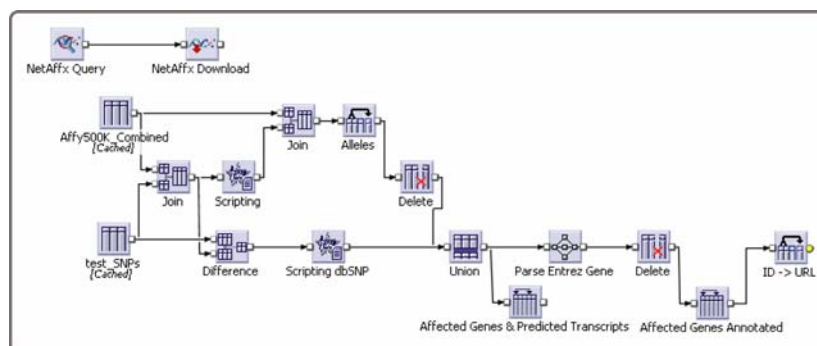 NetAffx Query
NetAffx Download
Affy500K_Combined
[Cached]
Join
Alleles
Join
Scripting
Delete
test_SNPs
[Cached]
Difference
Scripting dbSNP
Union
Parse Entrez Gene
Delete
ID -> URL
Affected Genes & Predicted Transcripts
Affected Genes Annotated